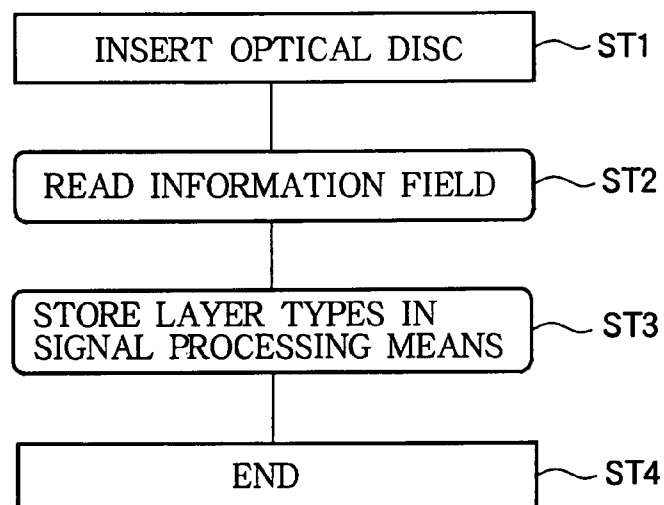 INSERT OPTICAL DISC
ST1
READ INFORMATION FIELD
ST2
STORE LAYER TYPES IN
SIGNAL PROCESSING MEANS
ST3
END
ST4